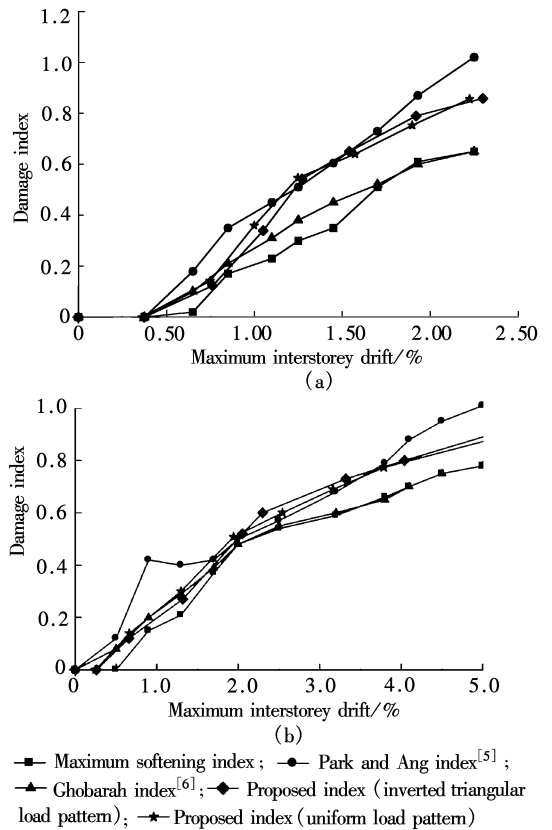 1.2
1.0
0.8
0.6
0.4
0.2
0
Damage index
0 0.50 1.00 1.50 2.00 2.50
Maximum interstorey drift/%
(a)
1.0
0.8
0.6
0.4
0.2
0
Damage index
0 1.0 2.0 3.0 4.0 5.0
Maximum interstorey drift/%
(b)
Maximum softening index; Park and Ang index[5];
Ghobarah index[6]; Proposed index (inverted triangular
load pattern); Proposed index (uniform load pattern)